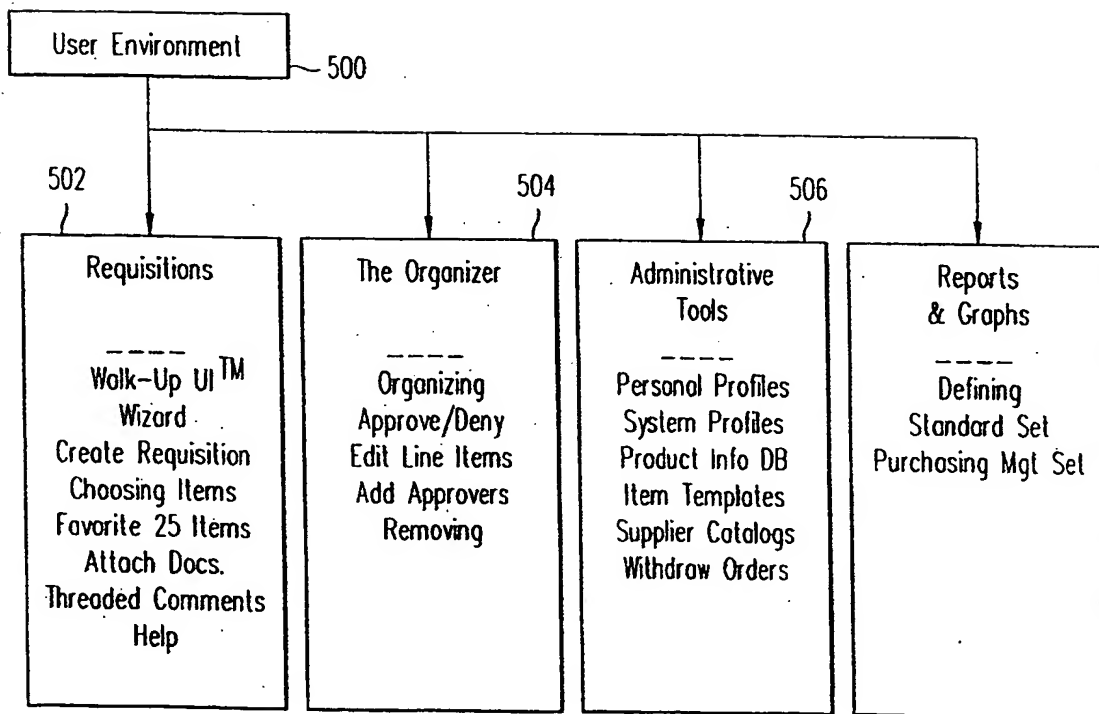 User Environment
500
502
504
506
Requisitions
Walk-Up UI™
Wizard
Create Requisition
Choosing Items
Favorite 25 Items
Attach Docs.
Threaded Comments
Help
The Organizer
Organizing
Approve/Deny
Edit Line Items
Add Approvers
Removing
Administrative
Tools
Personal Profiles
System Profiles
Product Info DB
Item Templates
Supplier Catalogs
Withdraw Orders
Reports
& Graphs
Defining
Standard Set
Purchasing Mgt Set